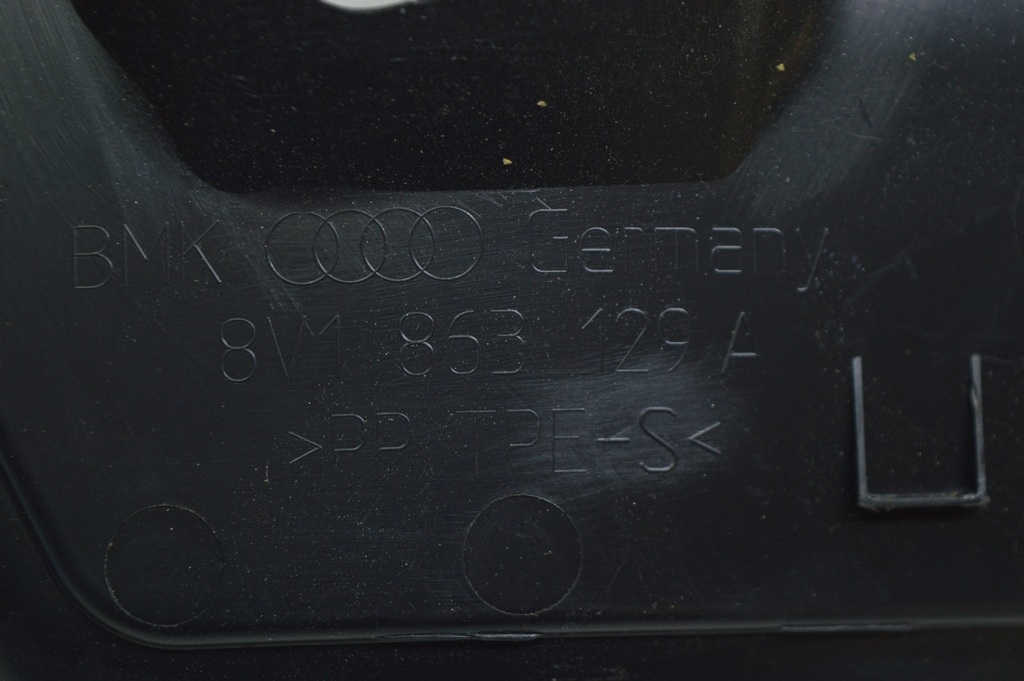 BMK Germany
8V1 863 129 A
>PP TPE-S<